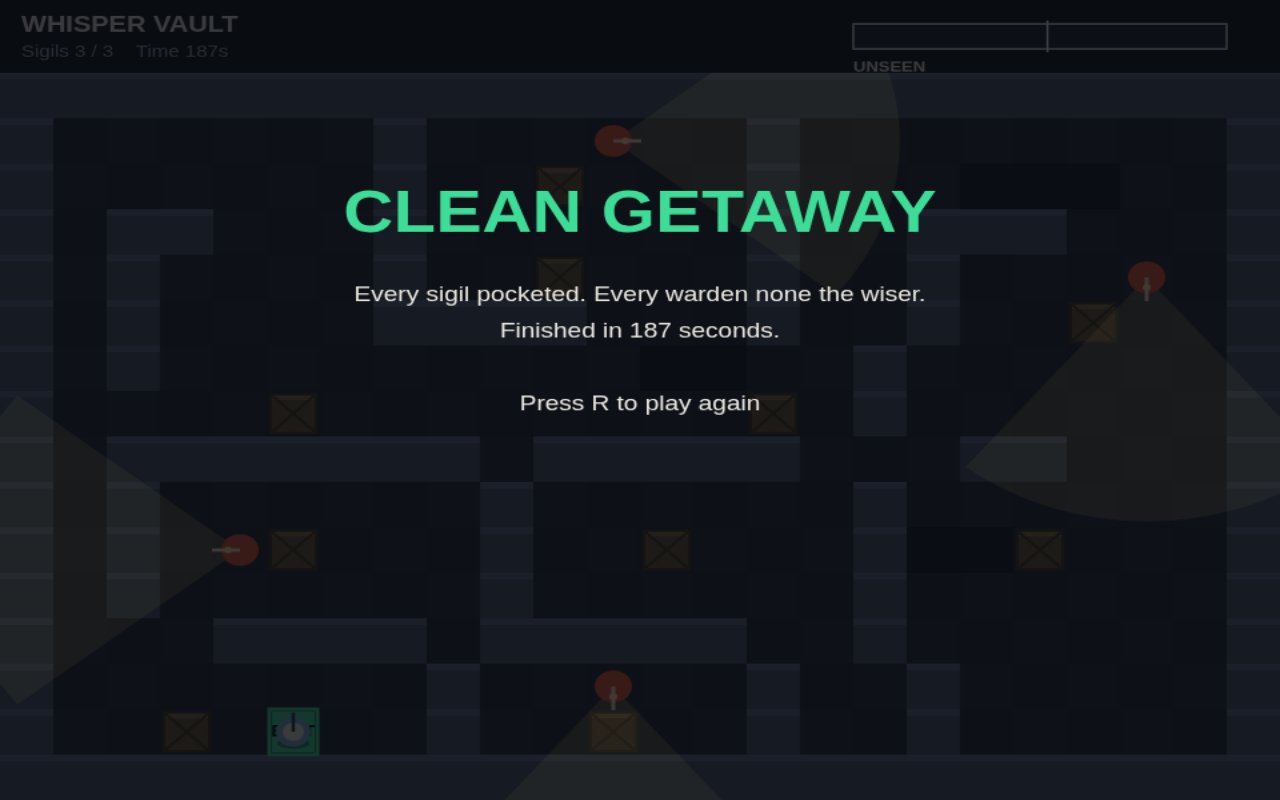 WHISPER VAULT
Sigils 3 / 3 Time 187s
UNSEEN
CLEAN GETAWAY
Every sigil pocketed. Every warden none the wiser.
Finished in 187 seconds.
Press R to play again